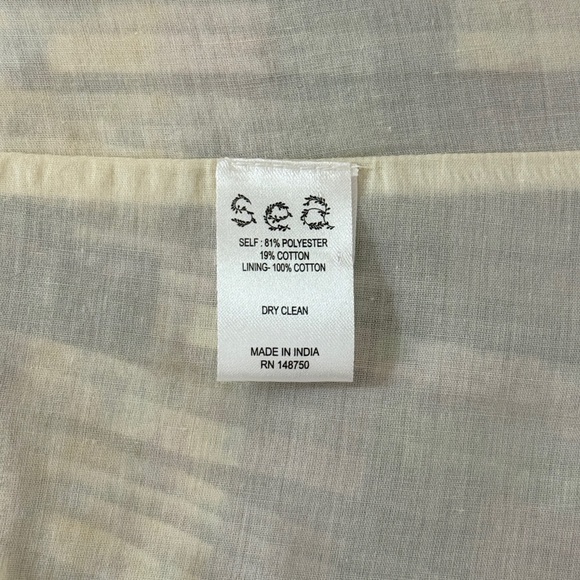 sea
SELF : 81% POLYESTER
19% COTTON
LINING- 100% COTTON
DRY CLEAN
MADE IN INDIA
RN 148750